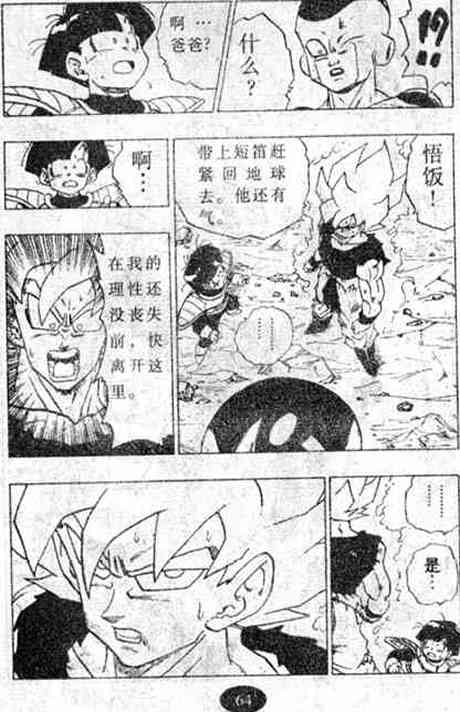 !?
什么？
啊…
爸爸？
悟饭！
带上短笛赶
紧回地球
去。他还有
气。
……
啊…
在我的
理性还
没丧失
前，快
离开这
里。
……
是…
64